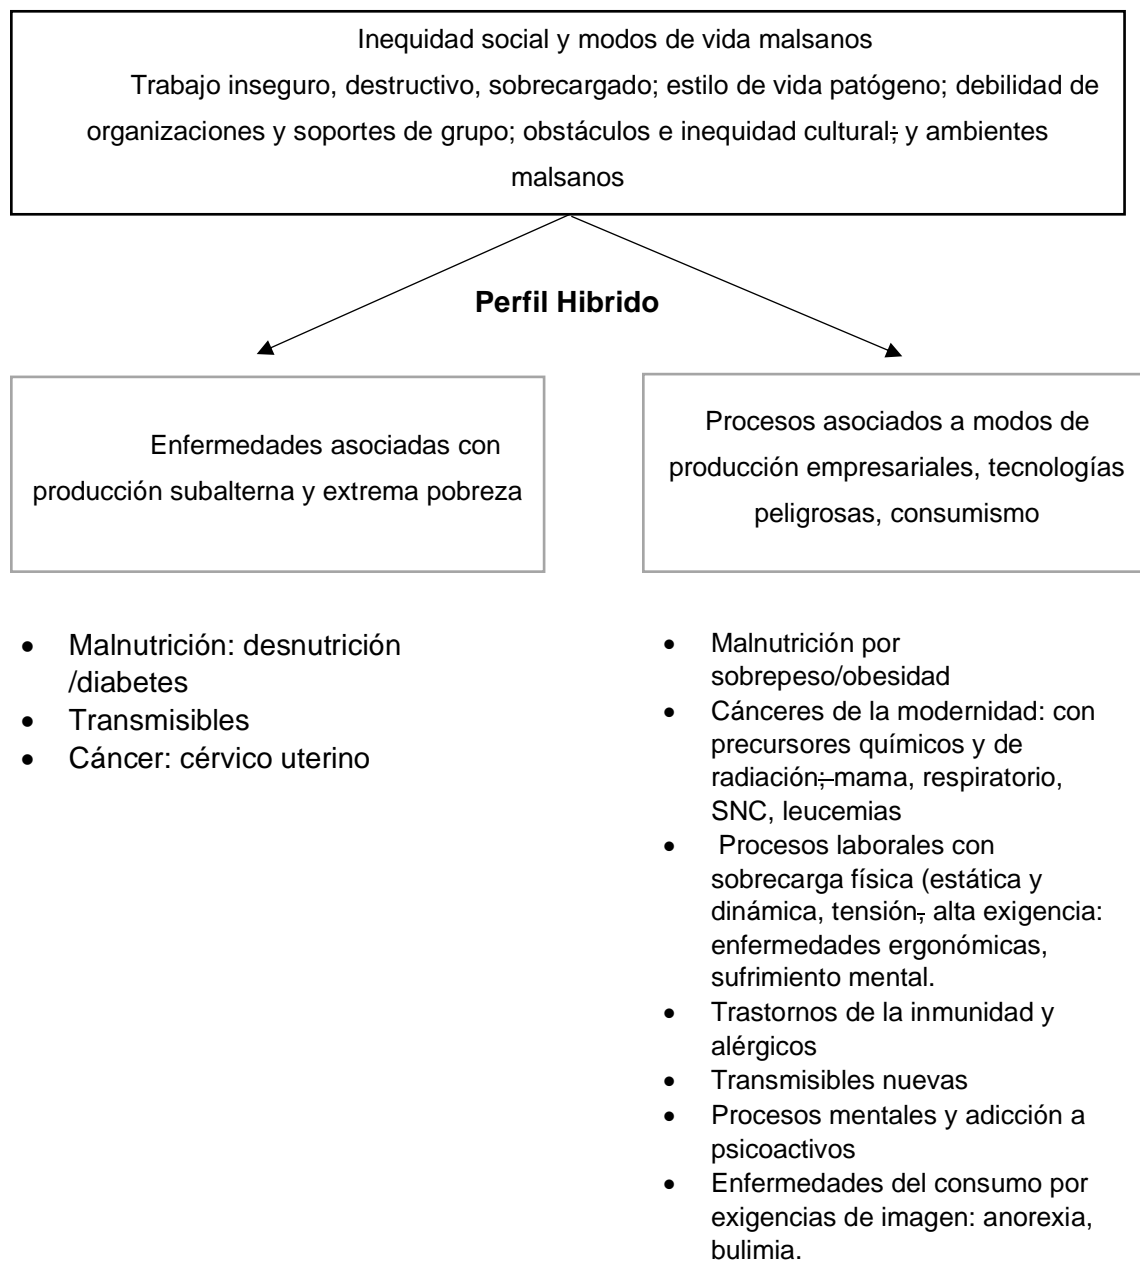 Inequidad social y modos de vida malsanos
Trabajo inseguro, destructivo, sobrecargado; estilo de vida patógeno; debilidad de
organizaciones y soportes de grupo; obstáculos e inequidad cultural; y ambientes
malsanos
Perfil Hibrido
Enfermedades asociadas con
producción subalterna y extrema pobreza
Procesos asociados a modos de
producción empresariales, tecnologías
peligrosas, consumismo
• Malnutrición: desnutrición
/diabetes
• Transmisibles
• Cáncer: cérvico uterino
• Malnutrición por
sobrepeso/obesidad
• Cánceres de la modernidad: con
precursores químicos y de
radiación; mama, respiratorio,
SNC, leucemias
• Procesos laborales con
sobrecarga física (estática y
dinámica, tensión, alta exigencia:
enfermedades ergonómicas,
sufrimiento mental.
• Trastornos de la inmunidad y
alérgicos
• Transmisibles nuevas
• Procesos mentales y adicción a
psicoactivos
• Enfermedades del consumo por
exigencias de imagen: anorexia,
bulimia.